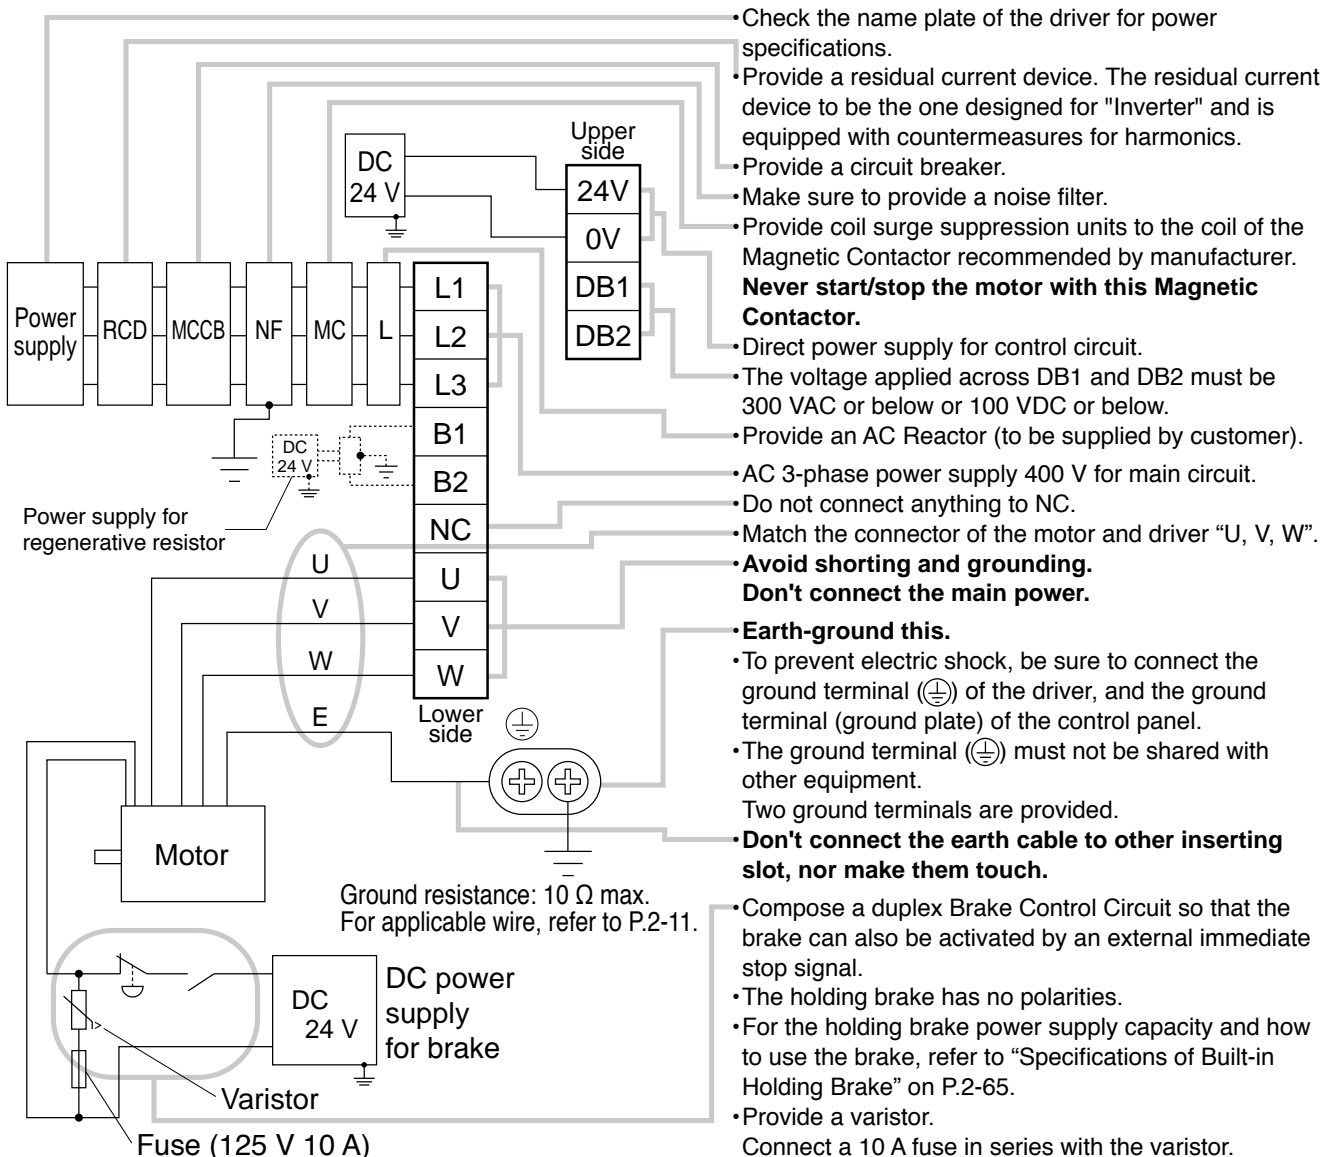 •Check the name plate of the driver for power
specifications.
•Provide a residual current device. The residual current
device to be the one designed for "Inverter" and is
equipped with countermeasures for harmonics.
•Provide a circuit breaker.
•Make sure to provide a noise filter.
•Provide coil surge suppression units to the coil of the
Magnetic Contactor recommended by manufacturer.
Never start/stop the motor with this Magnetic
Contactor.
•Direct power supply for control circuit.
•The voltage applied across DB1 and DB2 must be
300 VAC or below or 100 VDC or below.
•Provide an AC Reactor (to be supplied by customer).
•AC 3-phase power supply 400 V for main circuit.
•Do not connect anything to NC.
•Match the connector of the motor and driver “U, V, W”.
•Avoid shorting and grounding.
Don't connect the main power.
•Earth-ground this.
•To prevent electric shock, be sure to connect the
ground terminal (⏚) of the driver, and the ground
terminal (ground plate) of the control panel.
•The ground terminal (⏚) must not be shared with
other equipment.
Two ground terminals are provided.
•Don't connect the earth cable to other inserting
slot, nor make them touch.
•Compose a duplex Brake Control Circuit so that the
brake can also be activated by an external immediate
stop signal.
•The holding brake has no polarities.
•For the holding brake power supply capacity and how
to use the brake, refer to “Specifications of Built-in
Holding Brake” on P.2-65.
•Provide a varistor.
Connect a 10 A fuse in series with the varistor.
Upper
side
DC
24 V
24V
0V
DB1
DB2
Power
supply
RCD
MCCB
NF
MC
L
L1
L2
L3
B1
B2
NC
U
V
W
Lower
side
DC
24 V
Power supply for
regenerative resistor
U
V
W
E
Motor
Ground resistance: 10 Ω max.
For applicable wire, refer to P.2-11.
DC
24 V
DC power
supply
for brake
Varistor
Fuse (125 V 10 A)